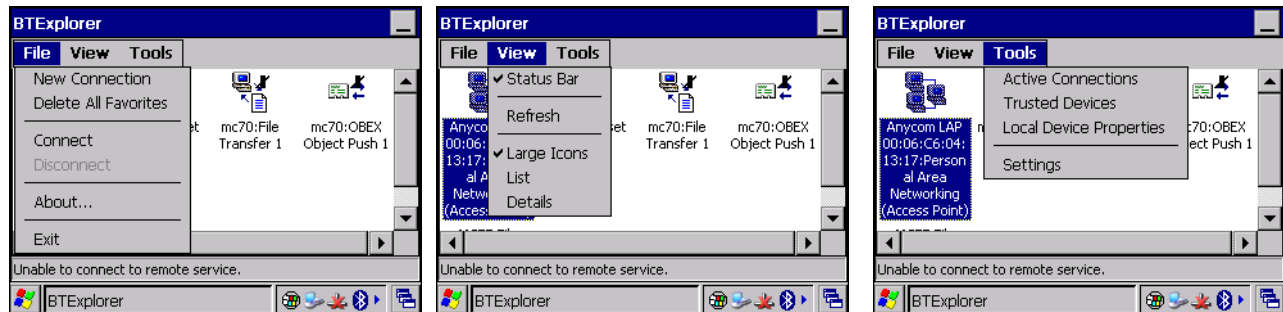 BTExplorer
File View Tools
New Connection
Delete All Favorites
Connect
Disconnect
About...
Exit
mc70:File
Transfer 1
mc70:OBEX
Object Push 1
Unable to connect to remote service.
BTExplorer
BTExplorer
File View Tools
Status Bar
Refresh
Large Icons
List
Details
Anyco
00:06:
13:17:
al A
Netw
(Acces
set
mc70:File
Transfer 1
mc70:OBEX
Object Push 1
Unable to connect to remote service.
BTExplorer
BTExplorer
File View Tools
Active Connections
Trusted Devices
Local Device Properties
Settings
Anycom LAP
00:06:C6:04:
13:17:Person
al Area
Networking
(Access Point)
70:OBEX
ect Push 1
Unable to connect to remote service.
BTExplorer